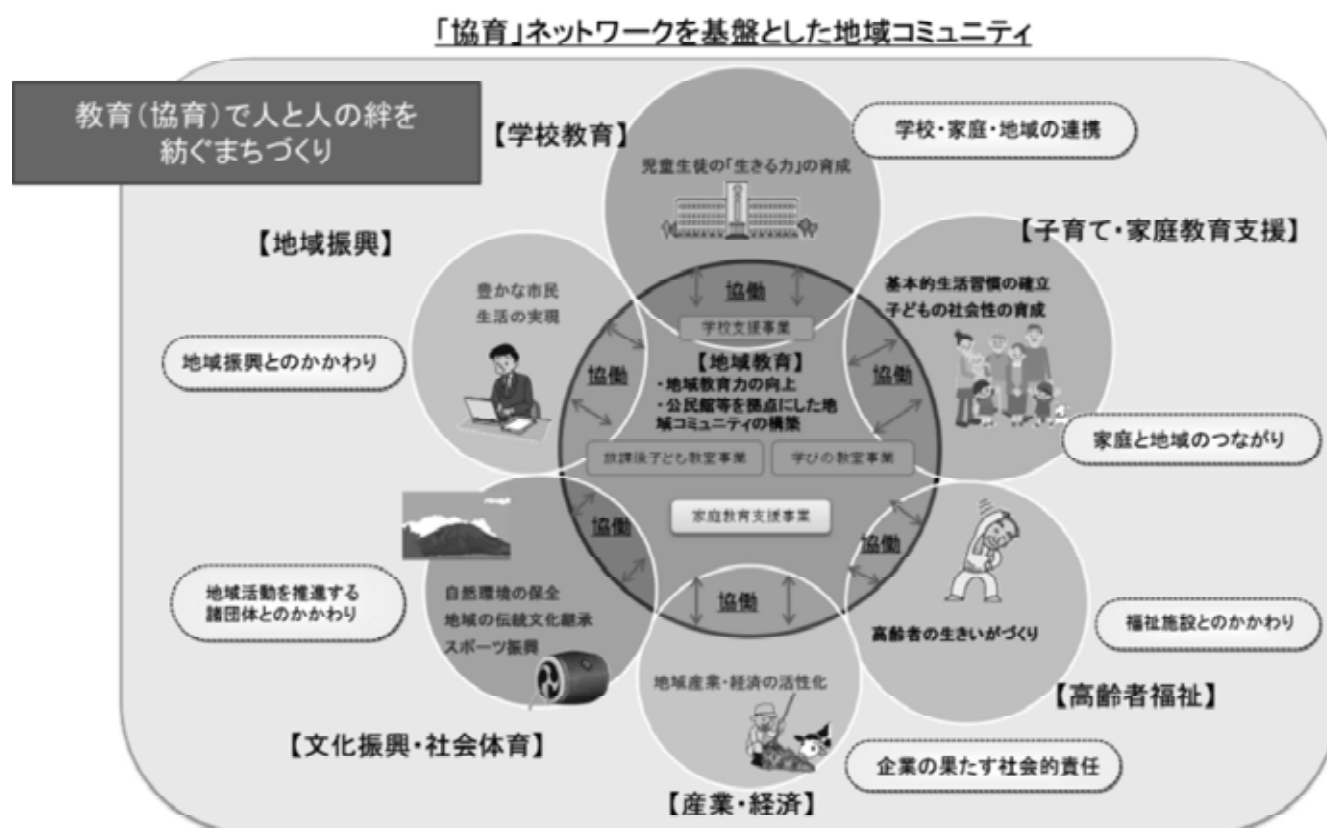 「協育」ネットワークを基盤とした地域コミュニティ
教育(協育)で人と人の絆を
紡ぐまちづくり
【学校教育】
児童生徒の「生きる力」の育成
学校・家庭・地域の連携
【地域振興】
豊かな市民
生活の実現
地域振興とのかかわり
【子育て・家庭教育支援】
基本的生活習慣の確立
子どもの社会性の育成
家庭と地域のつながり
協働
学校支援事業
【地域教育】
・地域教育力の向上
・公民館等を拠点にした地
域コミュニティの構築
協働
協働
放課後子ども教室事業
学びの教室事業
家庭教育支援事業
協働
協働
協働
自然環境の保全
地域の伝統文化継承
スポーツ振興
地域活動を推進する
諸団体とのかかわり
【文化振興・社会体育】
高齢者の生きいがづくり
福祉施設とのかかわり
【高齢者福祉】
地域産業・経済の活性化
企業の果たす社会的責任
【産業・経済】